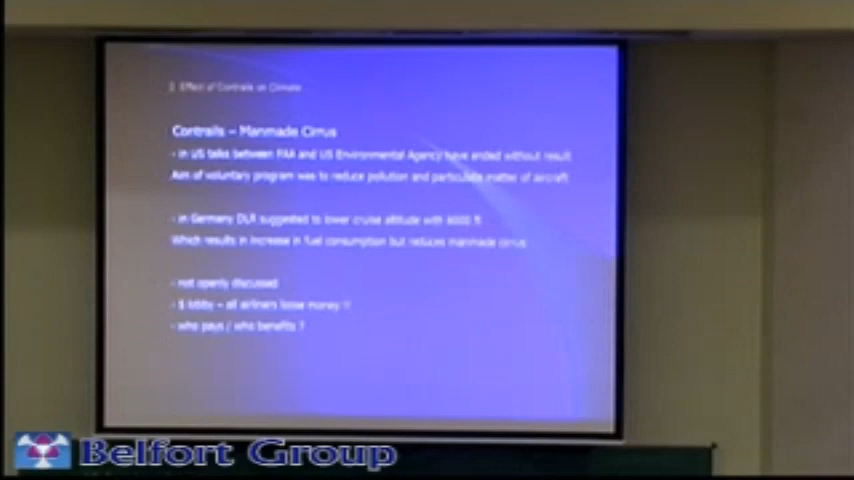 Effect of Contrails on Climate
Contrails – Manmade Cirrus
- in US talks between FAA and US Environmental Agency have ended without result
Aim of voluntary program was to reduce pollution and particulate matter of aircraft
- in Germany DLR suggested to lower cruise altitude with 6000 ft
Which results in increase in fuel consumption but reduces manmade cirrus
- not openly discussed
- $ lobby – all airliners loose money !!
- who pays / who benefits ?
Belfort Group